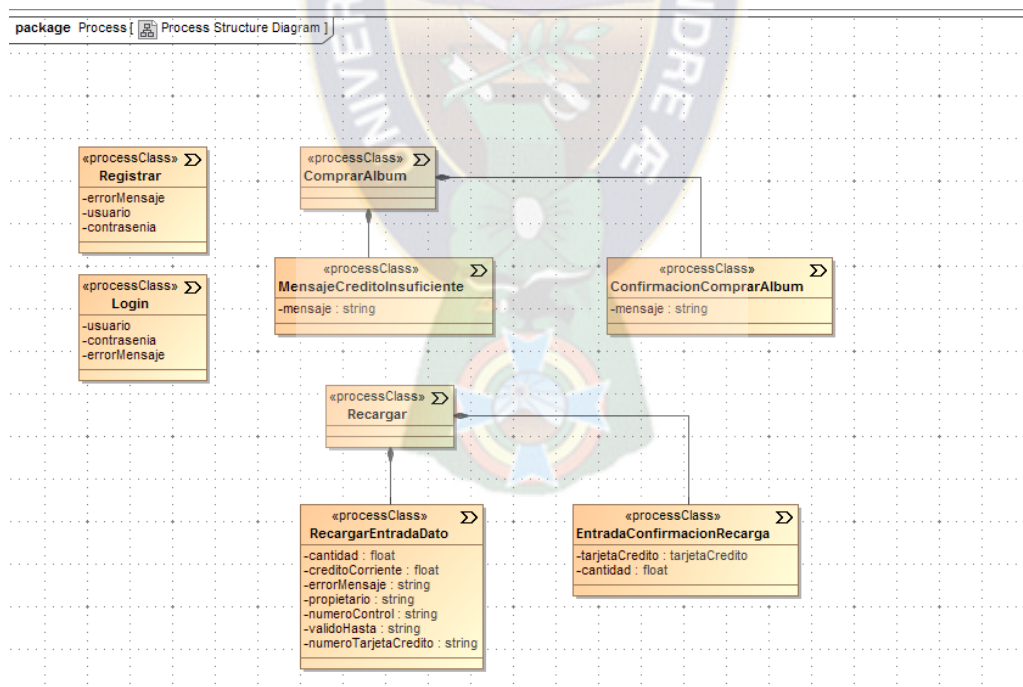 package Process [ Process Structure Diagram ]
UNIVER
NDRE Æ
«processClass»
Registrar
-errorMensaje
-usuario
-contrasenia
«processClass»
ComprarAlbum
«processClass»
MensajeCreditoInsuficiente
-mensaje : string
«processClass»
ConfirmacionComprarAlbum
-mensaje : string
«processClass»
Login
-usuario
-contrasenia
-errorMensaje
«processClass»
Recargar
«processClass»
RecargarEntradaDato
-cantidad : float
-creditoCorriente : float
-errorMensaje : string
-propietario : string
-numeroControl : string
-validoHasta : string
-numeroTarjetaCredito : string
«processClass»
EntradaConfirmacionRecarga
-tarjetaCredito : tarjetaCredito
-cantidad : float